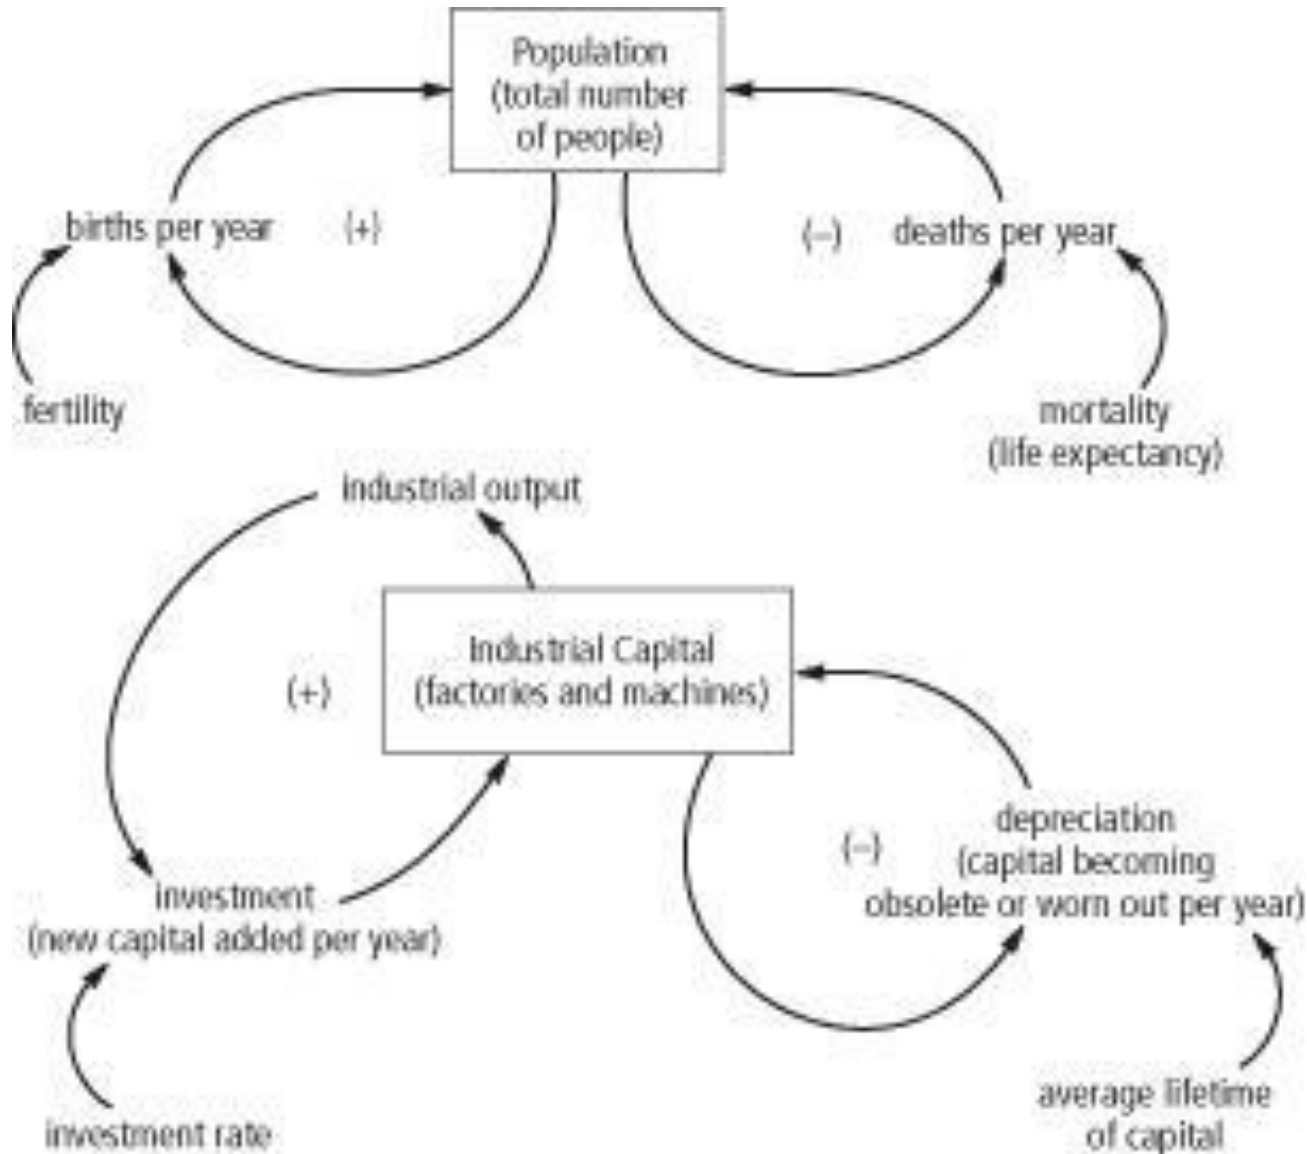 Population
(total number
of people)
births per year
(+)
(–)
deaths per year
fertility
mortality
(life expectancy)
industrial output
Industrial Capital
(factories and machines)
(+)
depreciation
(capital becoming
obsolete or worn out per year)
(–)
investment
(new capital added per year)
investment rate
average lifetime
of capital